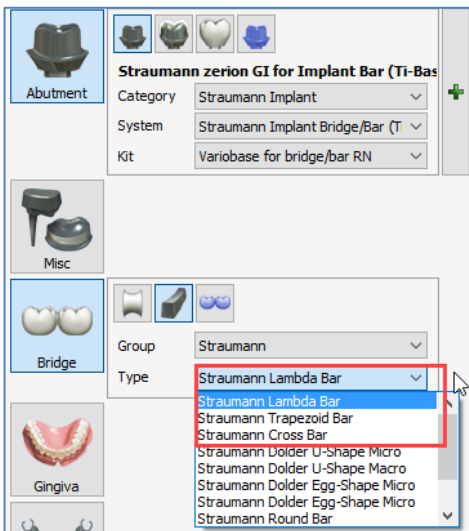 Straumann zerion GI for Implant Bar (Ti-Bas
Abutment
Category Straumann Implant
System Straumann Implant Bridge/Bar (Ti
Kit Variobase for bridge/bar RN
Misc
Bridge
Group Straumann
Type Straumann Lambda Bar
Straumann Lambda Bar
Straumann Trapezoid Bar
Straumann Cross Bar
Straumann Dolder U-Shape Micro
Straumann Dolder U-Shape Macro
Straumann Dolder Egg-Shape Micro
Straumann Dolder Egg-Shape Micro
Straumann Round Bar
Gingiva